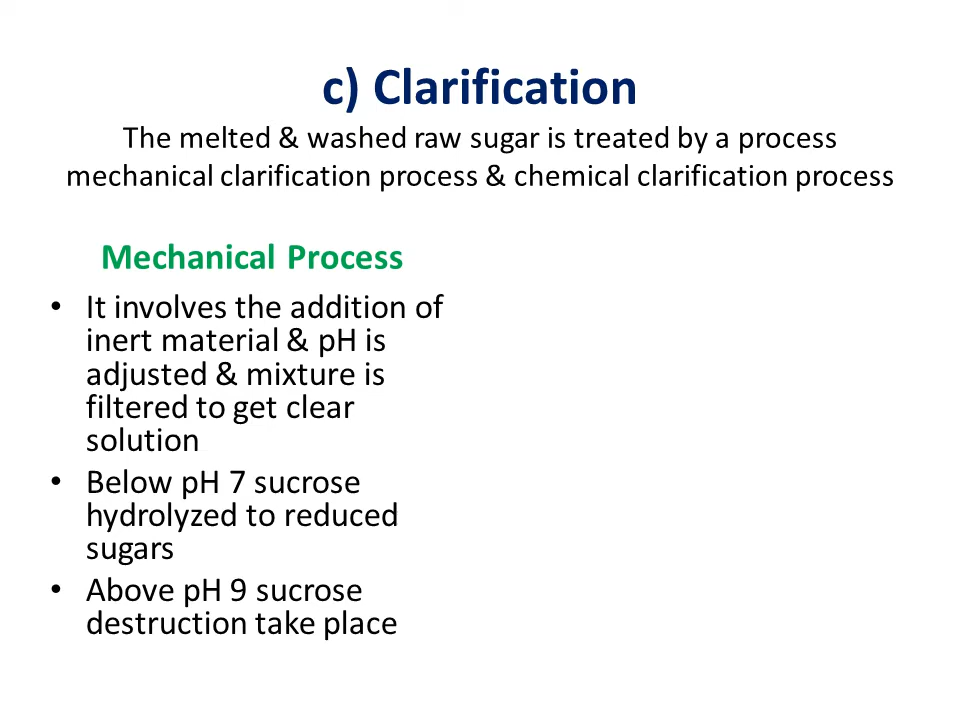 c) Clarification
The melted & washed raw sugar is treated by a process
mechanical clarification process & chemical clarification process
Mechanical Process
• It involves the addition of
inert material & pH is
adjusted & mixture is
filtered to get clear
solution
• Below pH 7 sucrose
hydrolyzed to reduced
sugars
• Above pH 9 sucrose
destruction take place